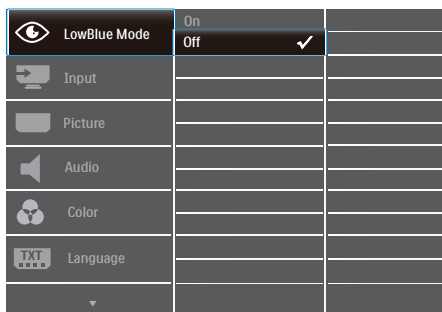 LowBlue Mode
On
Off
Input
Picture
Audio
Color
TXT
Language